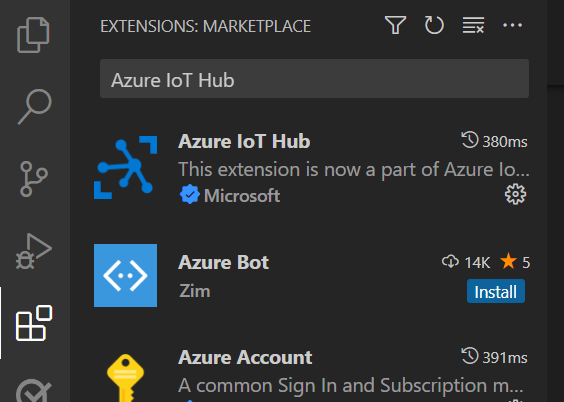 EXTENSIONS: MARKETPLACE
Azure IoT Hub
Azure IoT Hub 380ms
This extension is now a part of Azure Io...
Microsoft
Azure Bot 14K 5
Zim Install
Azure Account 391ms
A common Sign In and Subscription m...